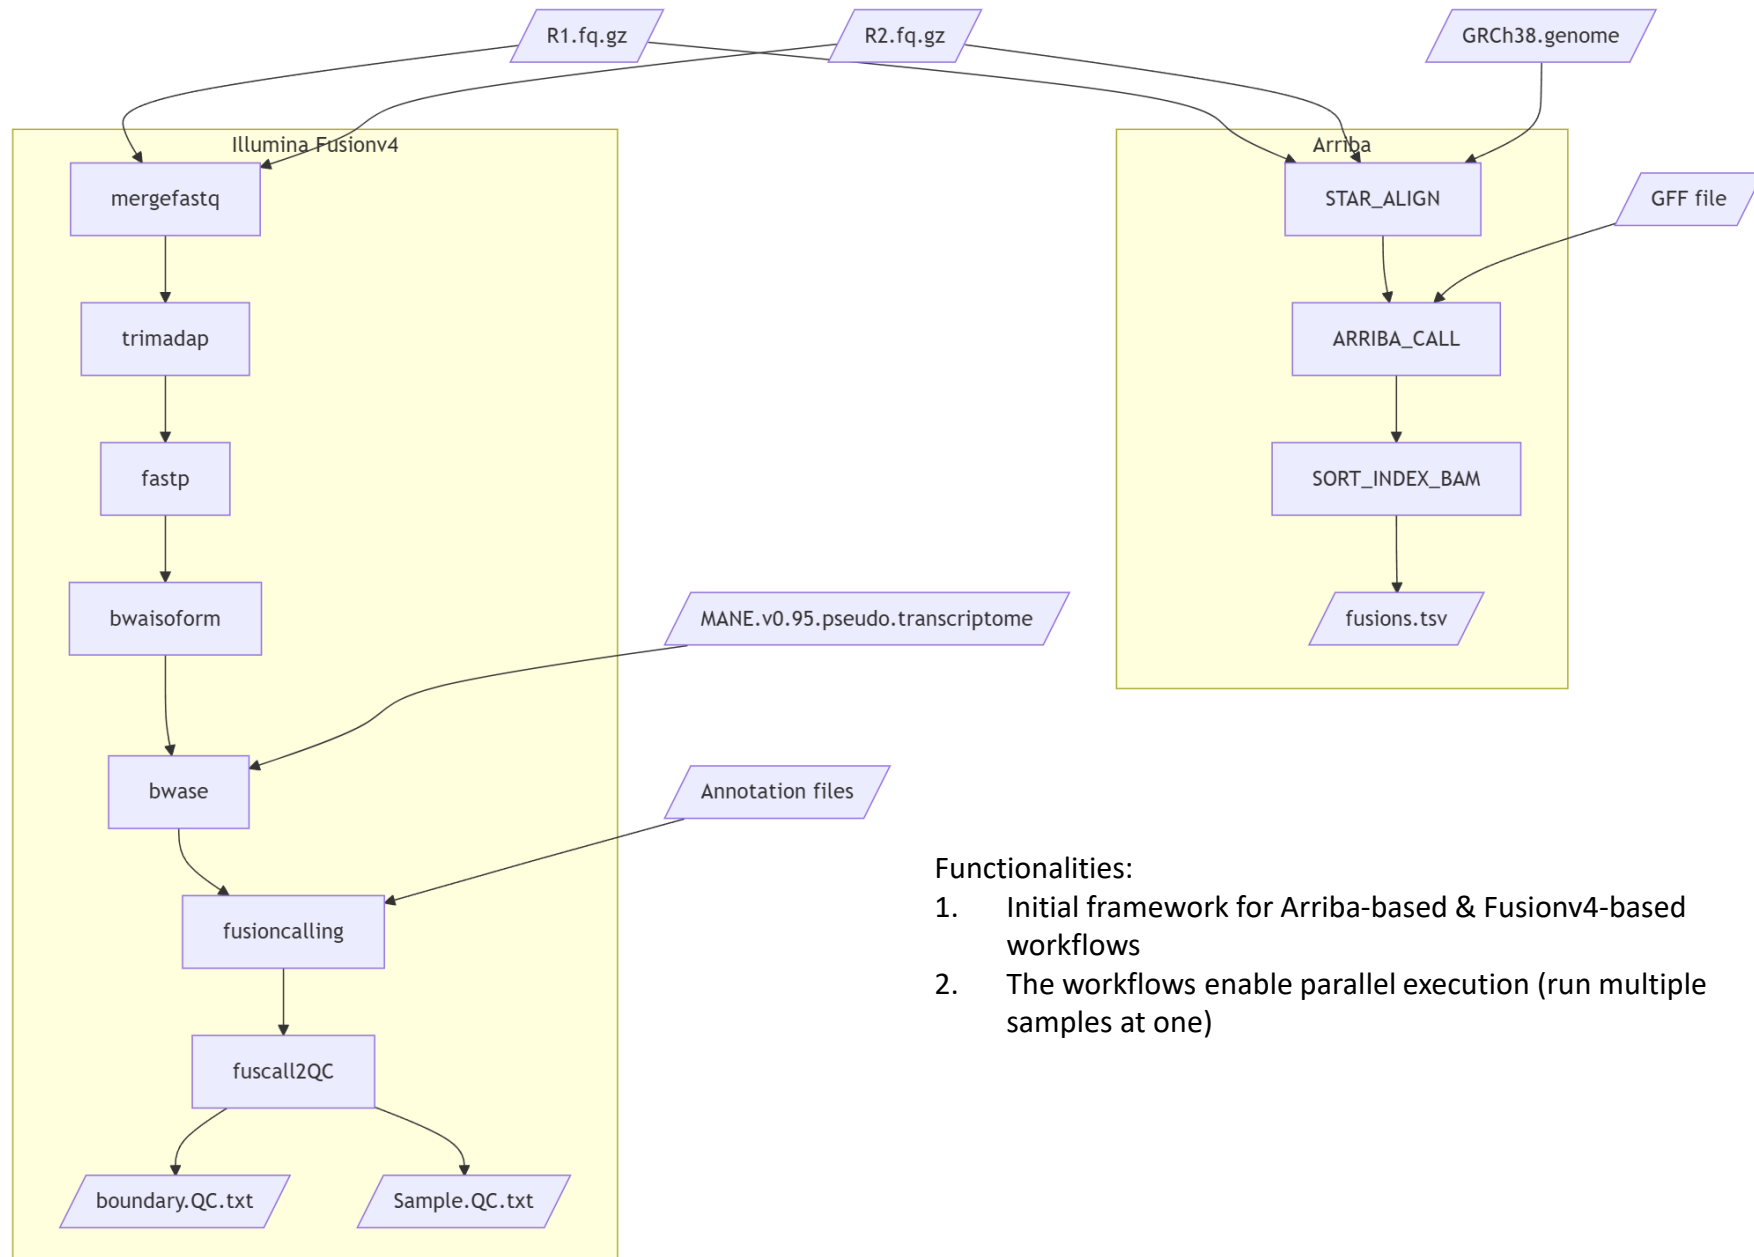 R1.fq.gz
R2.fq.gz
GRCh38.genome
Illumina Fusionv4
mergefastq
trimadap
fastp
bwaisoform
MANE.v0.95.pseudo.transcriptome
bwase
Annotation files
fusioncalling
fuscall2QC
boundary.QC.txt
Sample.QC.txt
Arriba
STAR_ALIGN
GFF file
ARRIBA_CALL
SORT_INDEX_BAM
fusions.tsv
Functionalities:
1. Initial framework for Arriba-based & Fusionv4-based
workflows
2. The workflows enable parallel execution (run multiple
samples at one)